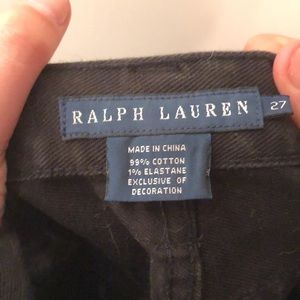 RALPH LAUREN
27
MADE IN CHINA
99% COTTON
1% ELASTANE
EXCLUSIVE OF
DECORATION